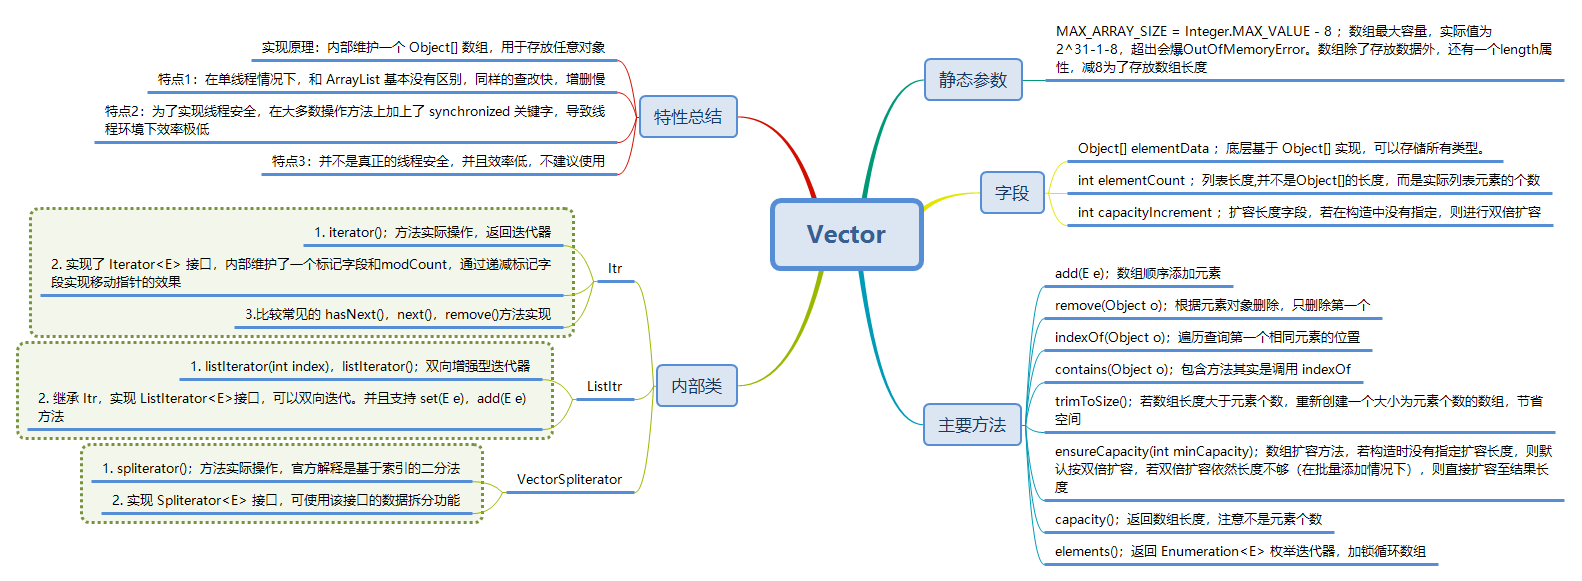 Vector
特性总结
实现原理：内部维护一个 Object[] 数组，用于存放任意对象
特点1：在单线程情况下，和 ArrayList 基本没有区别，同样的查改快，增删慢
特点2：为了实现线程安全，在大多数操作方法上加上了 synchronized 关键字，导致线
程环境下效率极低
特点3：并不是真正的线程安全，并且效率低，不建议使用
内部类
Itr
1. iterator()；方法实际操作，返回迭代器
2. 实现了 Iterator<E> 接口，内部维护了一个标记字段和modCount，通过递减标记字
段实现移动指针的效果
3.比较常见的 hasNext()，next()，remove()方法实现
ListItr
1. listIterator(int index)，listIterator()；双向增强型迭代器
2. 继承 Itr，实现 ListIterator<E>接口，可以双向迭代。并且支持 set(E e)，add(E e)
方法
VectorSpliterator
1. spliterator()；方法实际操作，官方解释是基于索引的二分法
2. 实现 Spliterator<E> 接口，可使用该接口的数据拆分功能
静态参数
MAX_ARRAY_SIZE = Integer.MAX_VALUE - 8 ；数组最大容量，实际值为
2^31-1-8，超出会爆OutOfMemoryError。数组除了存放数据外，还有一个length属
性，减8为了存放数组长度
字段
Object[] elementData ；底层基于 Object[] 实现，可以存储所有类型。
int elementCount ；列表长度,并不是Object[]的长度，而是实际列表元素的个数
int capacityIncrement ；扩容长度字段，若在构造中没有指定，则进行双倍扩容
主要方法
add(E e)；数组顺序添加元素
remove(Object o)；根据元素对象删除，只删除第一个
indexOf(Object o)；遍历查询第一个相同元素的位置
contains(Object o)；包含方法其实是调用 indexOf
trimToSize()；若数组长度大于元素个数，重新创建一个大小为元素个数的数组，节省
空间
ensureCapacity(int minCapacity)；数组扩容方法，若构造时没有指定扩容长度，则默
认按双倍扩容，若双倍扩容依然长度不够（在批量添加情况下），则直接扩容至结果长
度
capacity()；返回数组长度，注意不是元素个数
elements()；返回 Enumeration<E> 枚举迭代器，加锁循环数组